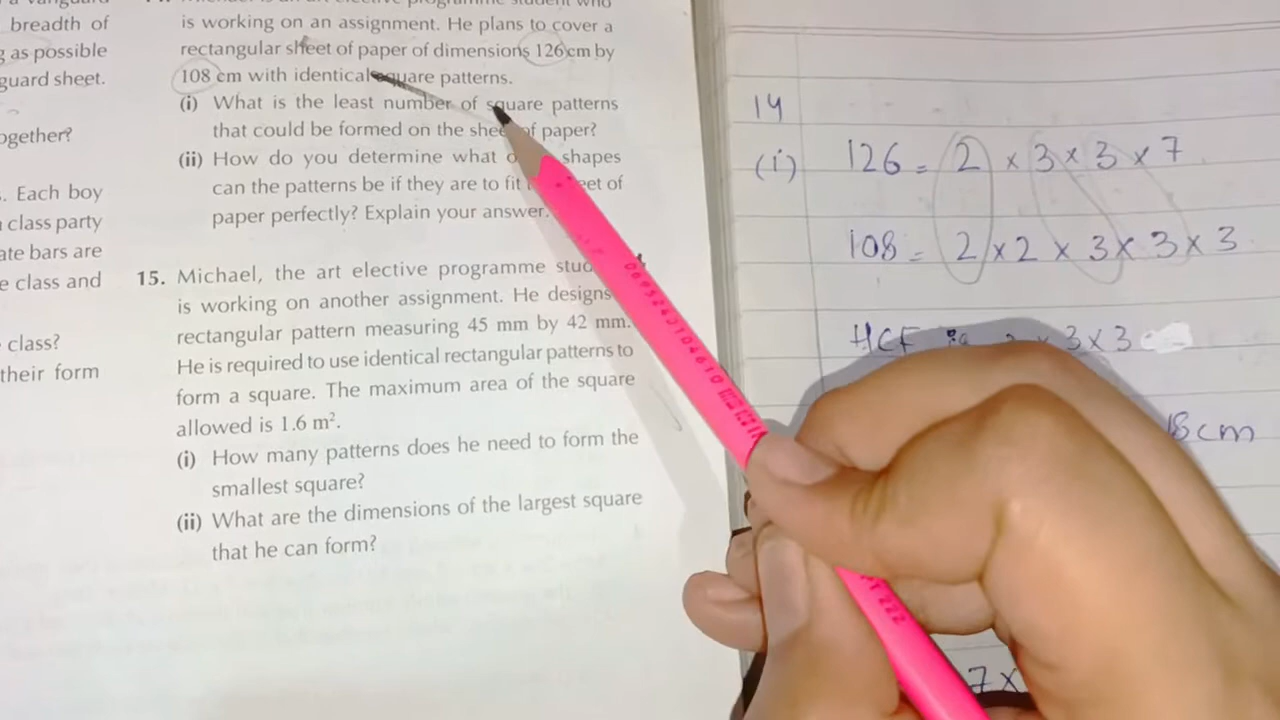 breadth of
as possible
guard sheet.
ogether?
. Each boy
class party
ate bars are
e class and
class?
their form
is working on an assignment. He plans to cover a
rectangular sheet of paper of dimensions 126 cm by
108 cm with identical square patterns.
(i) What is the least number of square patterns
that could be formed on the sheet of paper?
(ii) How do you determine what shapes
can the patterns be if they are to fit of
paper perfectly? Explain your answer.
15. Michael, the art elective programme
is working on another assignment. He designs
rectangular pattern measuring 45 mm by 42 mm.
He is required to use identical rectangular patterns to
form a square. The maximum area of the square
allowed is 1.6 m².
(i) How many patterns does he need to form the
smallest square?
(ii) What are the dimensions of the largest square
that he can form?
14
(i) 126 = 2 × 3 × 3 × 7
108 = 2 × 2 × 3 × 3 × 3
HCF × 3 × 3
18cm
7 ×